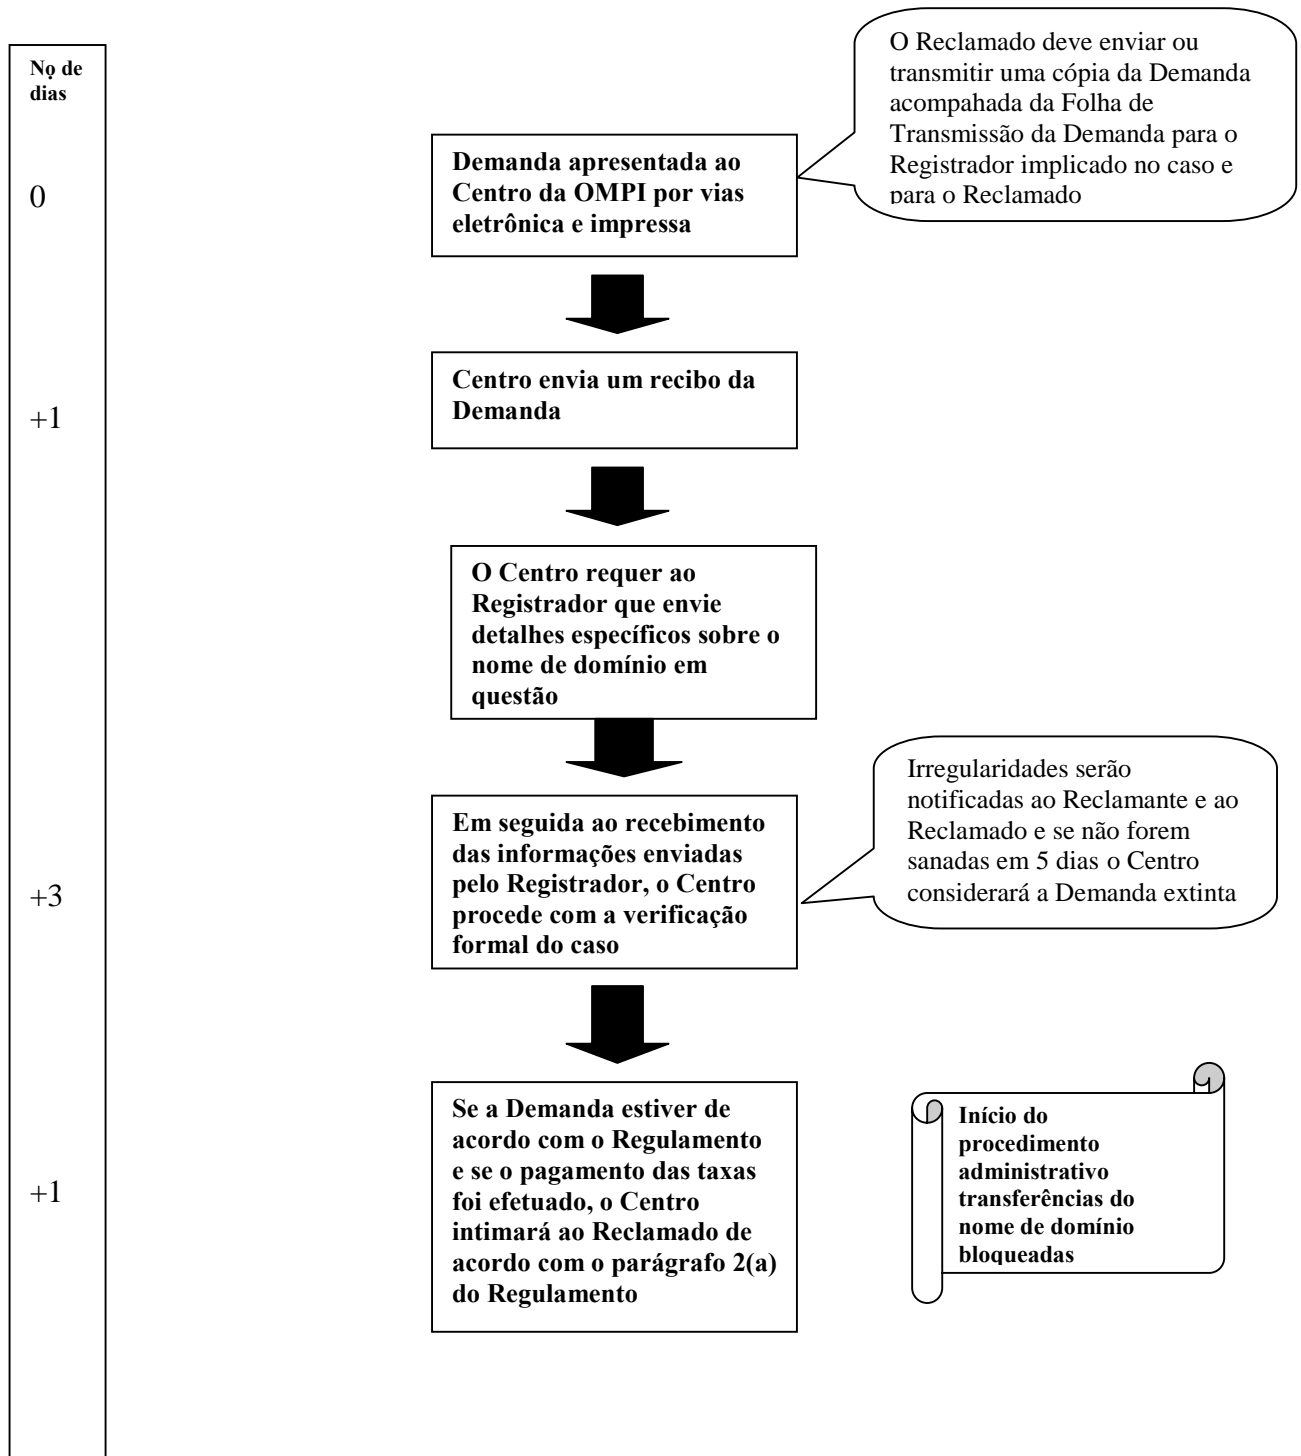 Nọ de
dias
O Reclamado deve enviar ou
transmitir uma cópia da Demanda
acompahada da Folha de
Transmissão da Demanda para o
Registrador implicado no caso e
para o Reclamado
0
Demanda apresentada ao
Centro da OMPI por vias
eletrônica e impressa
+1
Centro envia um recibo da
Demanda
O Centro requer ao
Registrador que envie
detalhes específicos sobre o
nome de domínio em
questão
Irregularidades serão
notificadas ao Reclamante e ao
Reclamado e se não forem
sanadas em 5 dias o Centro
considerará a Demanda extinta
+3
Em seguida ao recebimento
das informações enviadas
pelo Registrador, o Centro
procede com a verificação
formal do caso
+1
Se a Demanda estiver de
acordo com o Regulamento
e se o pagamento das taxas
foi efetuado, o Centro
intimará ao Reclamado de
acordo com o parágrafo 2(a)
do Regulamento
Início do
procedimento
administrativo
transferências do
nome de domínio
bloqueadas